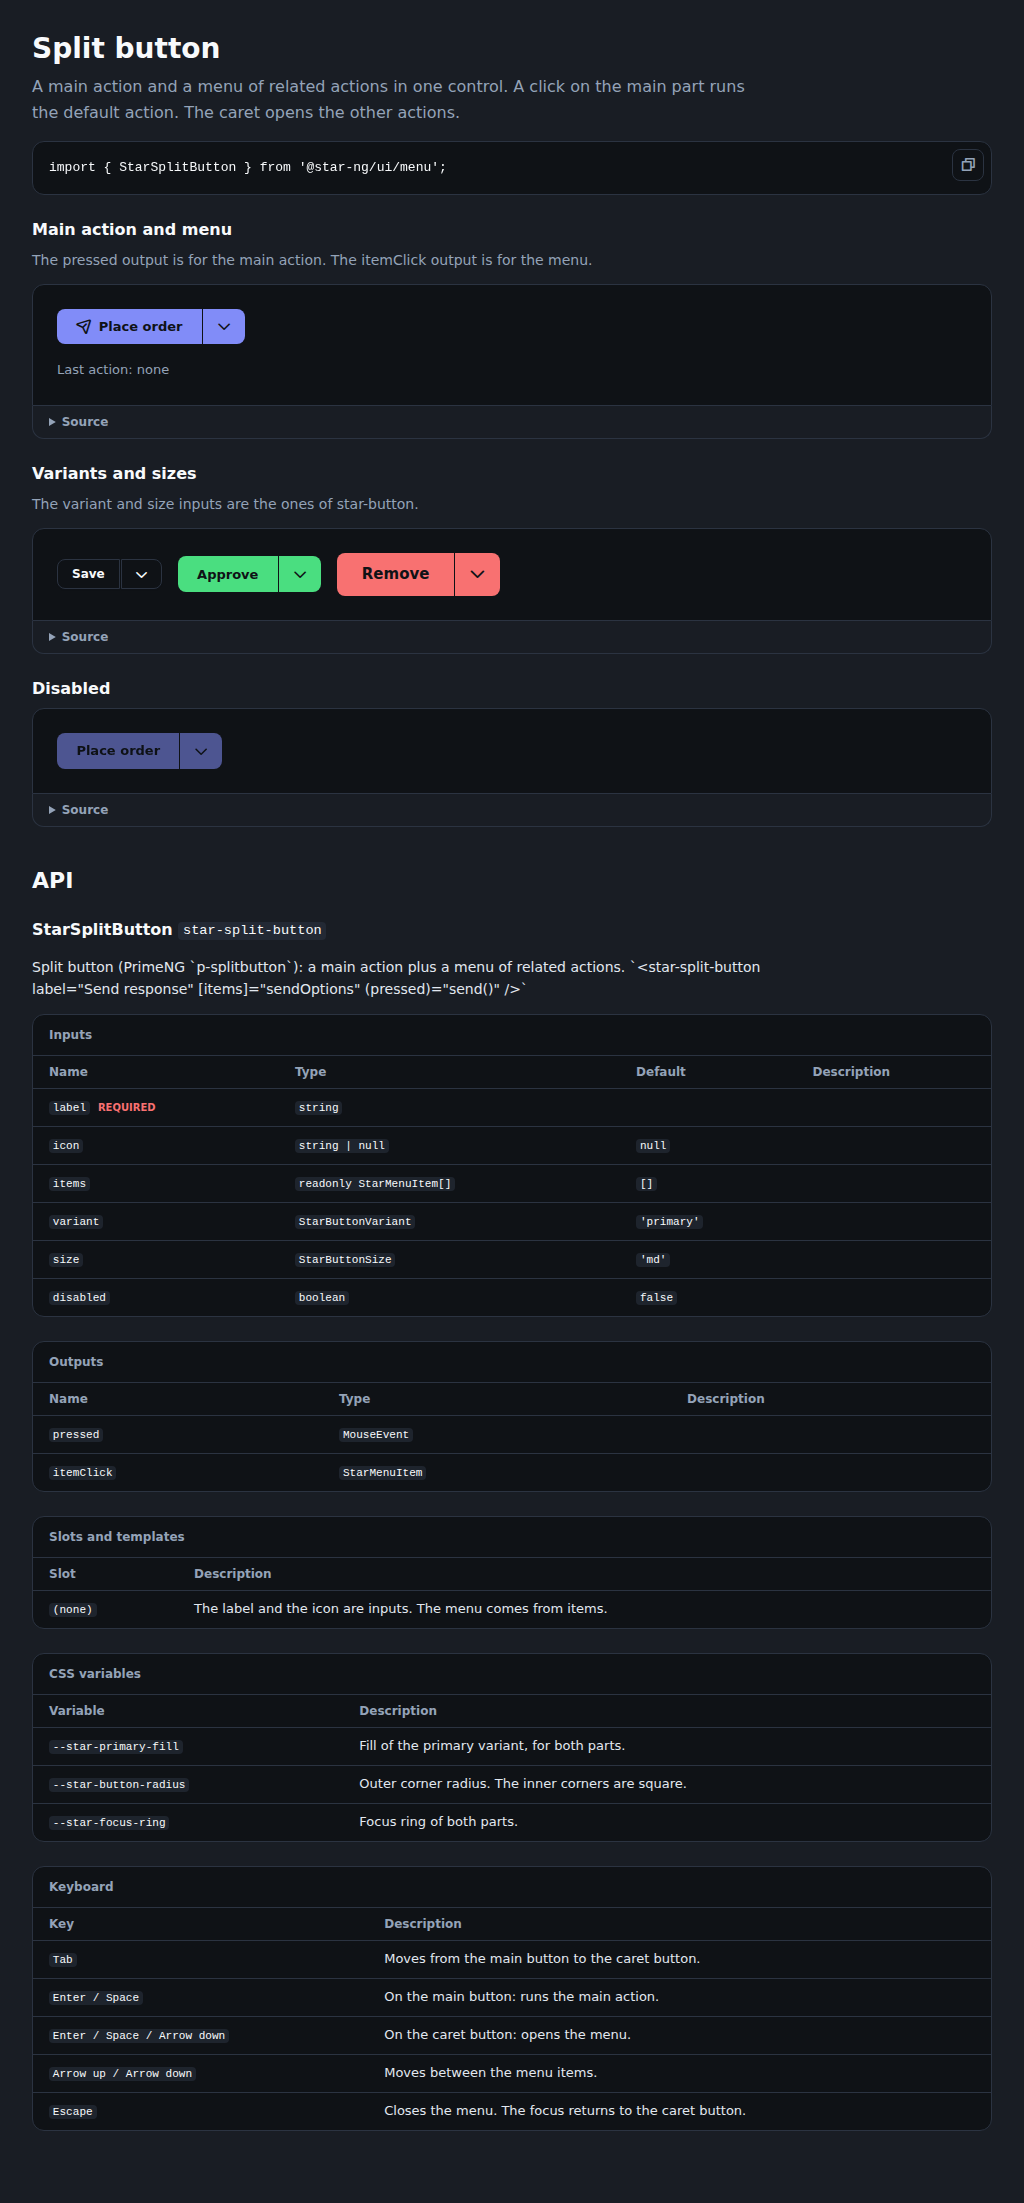 Split button
A main action and a menu of related actions in one control. A click on the main part runs
the default action. The caret opens the other actions.
import { StarSplitButton } from '@star-ng/ui/menu';
Main action and menu
The pressed output is for the main action. The itemClick output is for the menu.
Place order
Last action: none
Source
Variants and sizes
The variant and size inputs are the ones of star-button.
Save Approve Remove
Source
Disabled
Place order
Source
API
StarSplitButton star-split-button
Split button (PrimeNG `p-splitbutton`): a main action plus a menu of related actions. `<star-split-button
label="Send response" [items]="sendOptions" (pressed)="send()" />`
Inputs
Name Type Default Description
label REQUIRED string
icon string | null null
items readonly StarMenuItem[] []
variant StarButtonVariant 'primary'
size StarButtonSize 'md'
disabled boolean false
Outputs
Name Type Description
pressed MouseEvent
itemClick StarMenuItem
Slots and templates
Slot Description
(none) The label and the icon are inputs. The menu comes from items.
CSS variables
Variable Description
--star-primary-fill Fill of the primary variant, for both parts.
--star-button-radius Outer corner radius. The inner corners are square.
--star-focus-ring Focus ring of both parts.
Keyboard
Key Description
Tab Moves from the main button to the caret button.
Enter / Space On the main button: runs the main action.
Enter / Space / Arrow down On the caret button: opens the menu.
Arrow up / Arrow down Moves between the menu items.
Escape Closes the menu. The focus returns to the caret button.